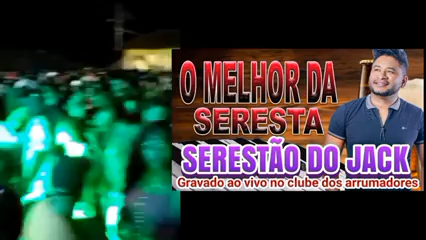 O MELHOR DA
SERESTA
SERESTÃO DO JACK
Gravado ao vivo no clube dos arrumadores